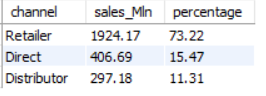 channel sales_Mln percentage
Retailer 1924.17 73.22
Direct 406.69 15.47
Distributor 297.18 11.31